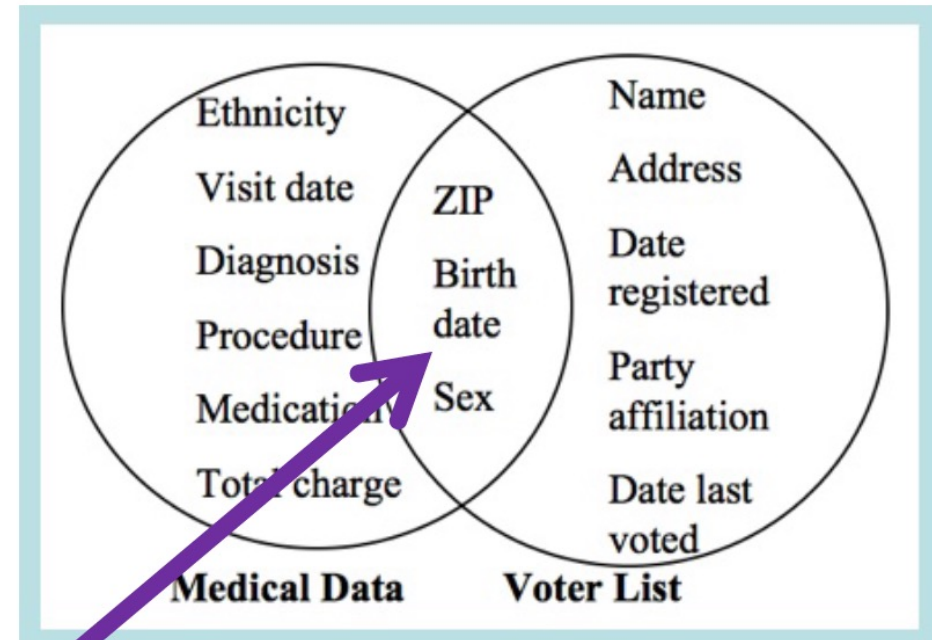 Ethnicity
Visit date
Diagnosis
Procedure
Medication
Total charge
ZIP
Birth
date
Sex
Name
Address
Date
registered
Party
affiliation
Date last
voted
Medical Data
Voter List